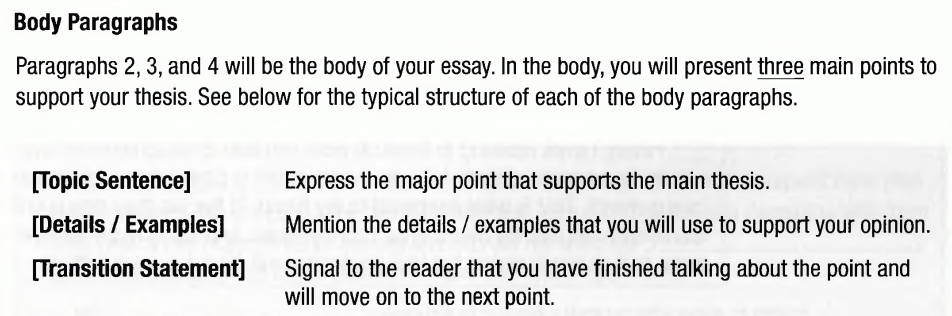 Body Paragraphs
Paragraphs 2, 3, and 4 will be the body of your essay. In the body, you will present three main points to
support your thesis. See below for the typical structure of each of the body paragraphs.
[Topic Sentence] Express the major point that supports the main thesis.
[Details / Examples] Mention the details / examples that you will use to support your opinion.
[Transition Statement] Signal to the reader that you have finished talking about the point and
will move on to the next point.